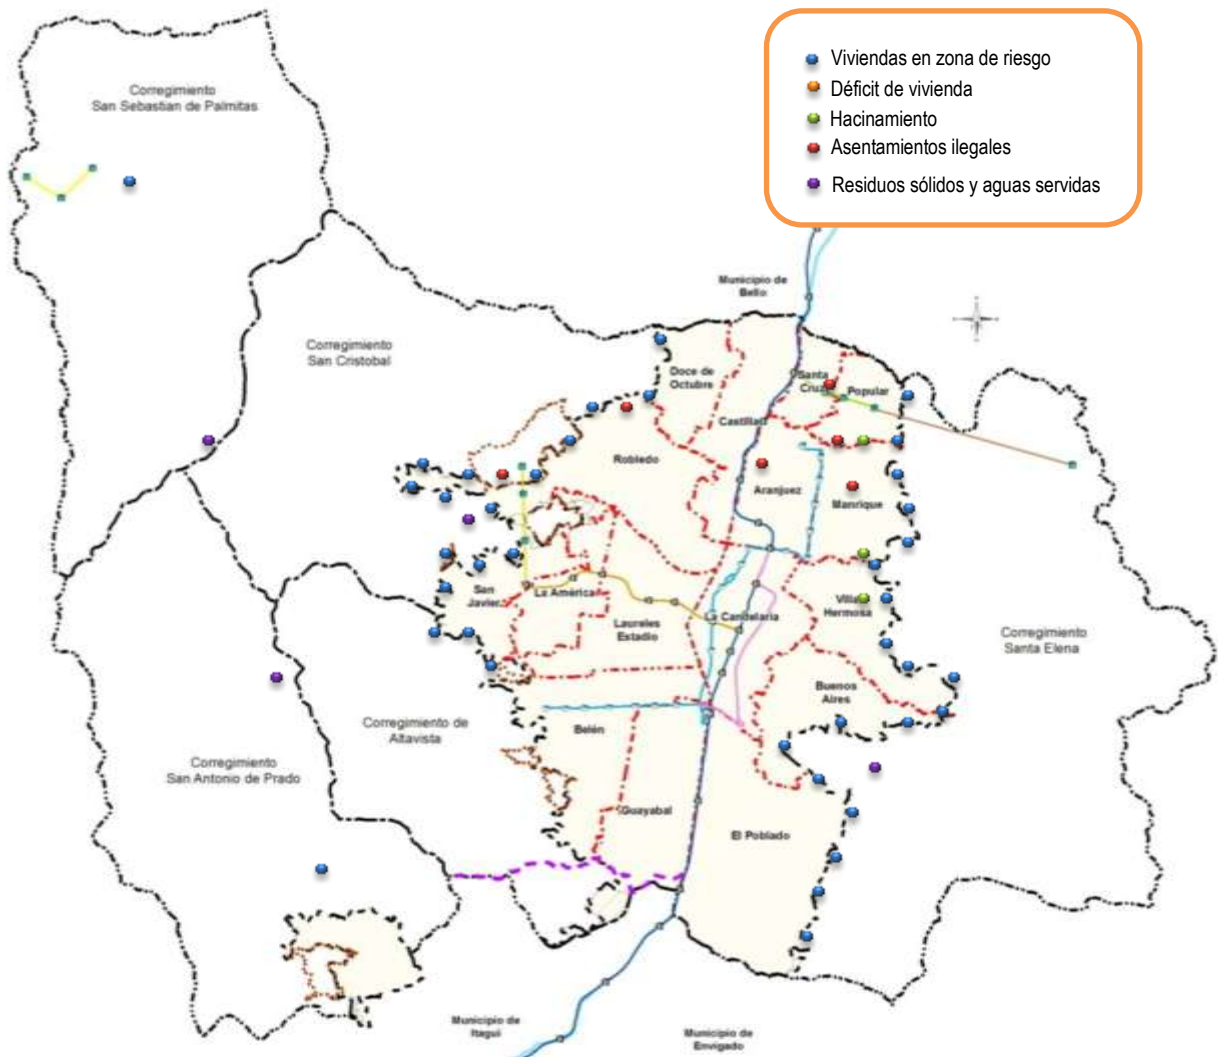 Viviendas en zona de riesgo
Déficit de vivienda
Hacinamiento
Asentamientos ilegales
Residuos sólidos y aguas servidas
Corregimiento
San Sebastian de Palmitas
Municipio de
Bello
Corregimiento
San Cristobal
Doce de
Octubre
Santa
Cruz
Popular
Castilla
Robledo
Aranjuez
Manrique
San
Javier
La América
Villa
Hermosa
La Candelaria
Laureles
Estadio
Corregimiento
Santa Elena
Buenos
Aires
Corregimiento de
Altavista
Belén
Corregimiento
San Antonio de Prado
Guayabal
El Poblado
Municipio de
Itagui
Municipio de
Envigado